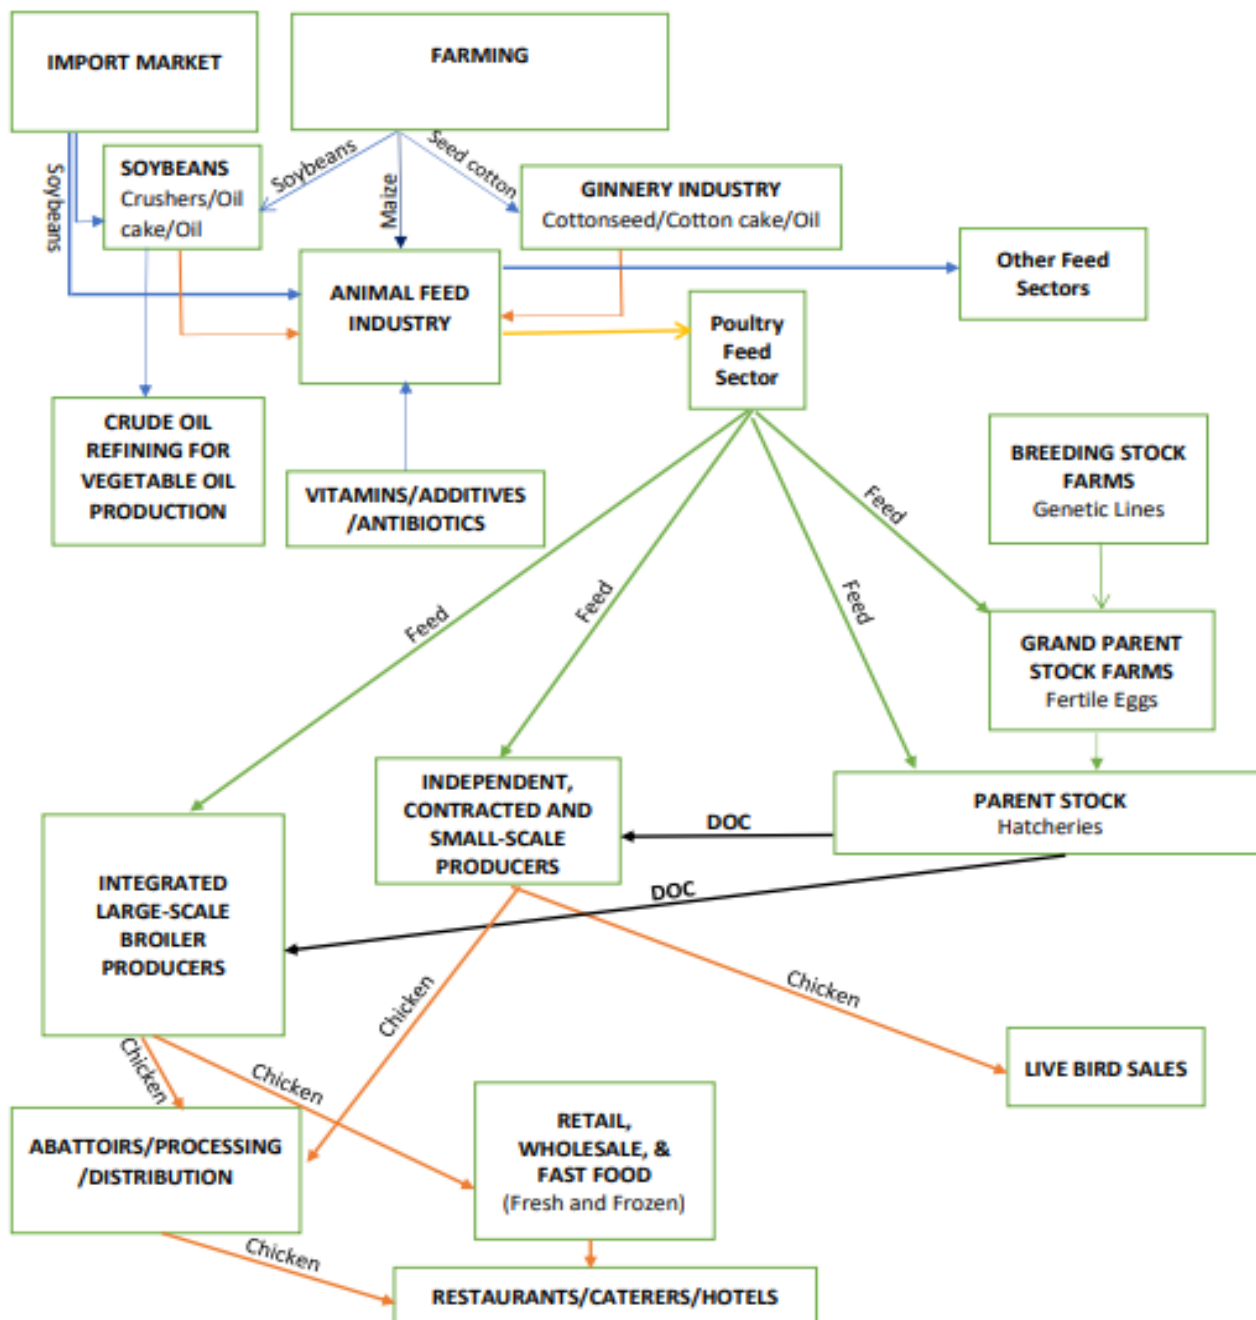 IMPORT MARKET
FARMING
Soybeans
SOYBEANS
Crushers/Oil
cake/Oil
Soybeans
Maize
Seed cotton
GINNERY INDUSTRY
Cottonseed/Cotton cake/Oil
ANIMAL FEED
INDUSTRY
Other Feed
Sectors
Poultry
Feed
Sector
CRUDE OIL
REFINING FOR
VEGETABLE OIL
PRODUCTION
VITAMINS/ADDITIVES
/ANTIBIOTICS
BREEDING STOCK
FARMS
Genetic Lines
Feed
Feed
Feed
Feed
GRAND PARENT
STOCK FARMS
Fertile Eggs
INDEPENDENT,
CONTRACTED AND
SMALL-SCALE
PRODUCERS
DOC
PARENT STOCK
Hatcheries
INTEGRATED
LARGE-SCALE
BROILER
PRODUCERS
DOC
Chicken
Chicken
Chicken
Chicken
LIVE BIRD SALES
ABATTOIRS/PROCESSING
/DISTRIBUTION
RETAIL,
WHOLESALE, &
FAST FOOD
(Fresh and Frozen)
Chicken
RESTAURANTS/CATERERS/HOTELS